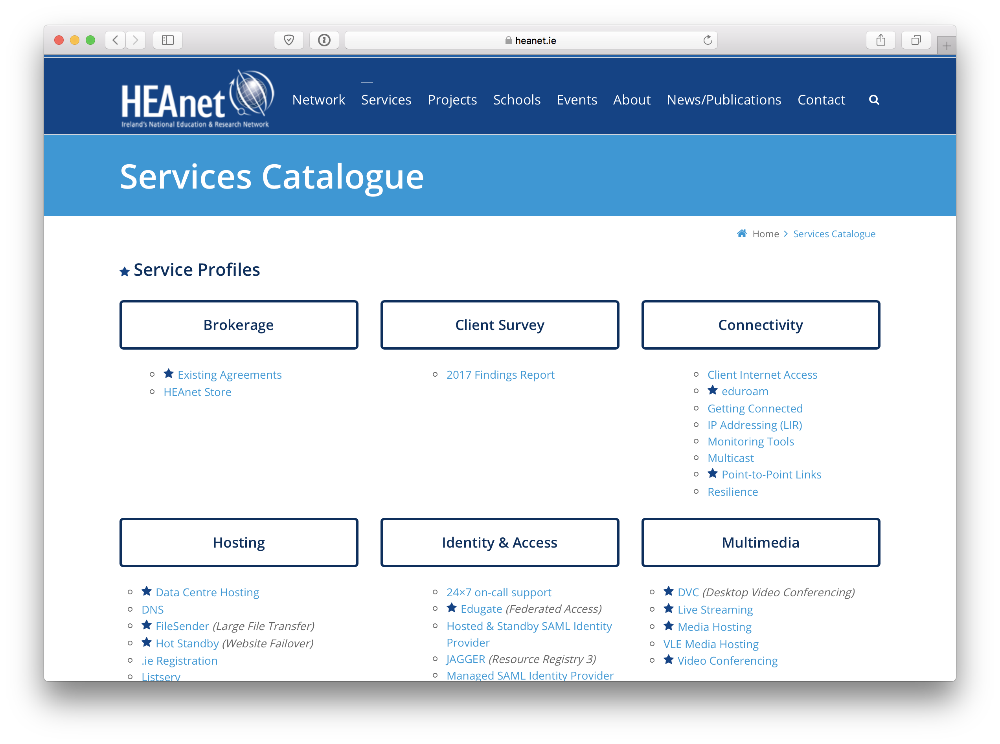 heanet.ie
HEAnet
Ireland's National Education & Research Network
Network Services Projects Schools Events About News/Publications Contact
Services Catalogue
Home > Services Catalogue
Service Profiles
Brokerage
Existing Agreements
HEAnet Store
Client Survey
2017 Findings Report
Connectivity
Client Internet Access
eduroam
Getting Connected
IP Addressing (LIR)
Monitoring Tools
Multicast
Point-to-Point Links
Resilience
Hosting
Data Centre Hosting
DNS
FileSender (Large File Transfer)
Hot Standby (Website Failover)
.ie Registration
Listserv
Identity & Access
24×7 on-call support
Edugate (Federated Access)
Hosted & Standby SAML Identity
Provider
JAGGER (Resource Registry 3)
Managed SAML Identity Provider
Multimedia
DVC (Desktop Video Conferencing)
Live Streaming
Media Hosting
VLE Media Hosting
Video Conferencing